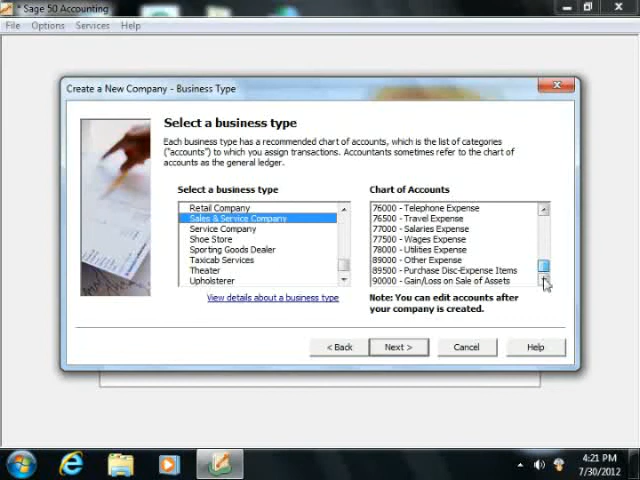 * Sage 50 Accounting
File Options Services Help
Create a New Company - Business Type
Select a business type
Each business type has a recommended chart of accounts, which is the list of categories
("accounts") to which you assign transactions. Accountants sometimes refer to the chart of
accounts as the general ledger.
Select a business type
Retail Company
Sales & Service Company
Service Company
Shoe Store
Sporting Goods Dealer
Taxicab Services
Theater
Upholsterer
View details about a business type
Chart of Accounts
76000 - Telephone Expense
76500 - Travel Expense
77000 - Salaries Expense
77500 - Wages Expense
78000 - Utilities Expense
89000 - Other Expense
89500 - Purchase Disc-Expense Items
90000 - Gain/Loss on Sale of Assets
Note: You can edit accounts after
your company is created.
< Back Next > Cancel Help
4:21 PM
7/30/2012